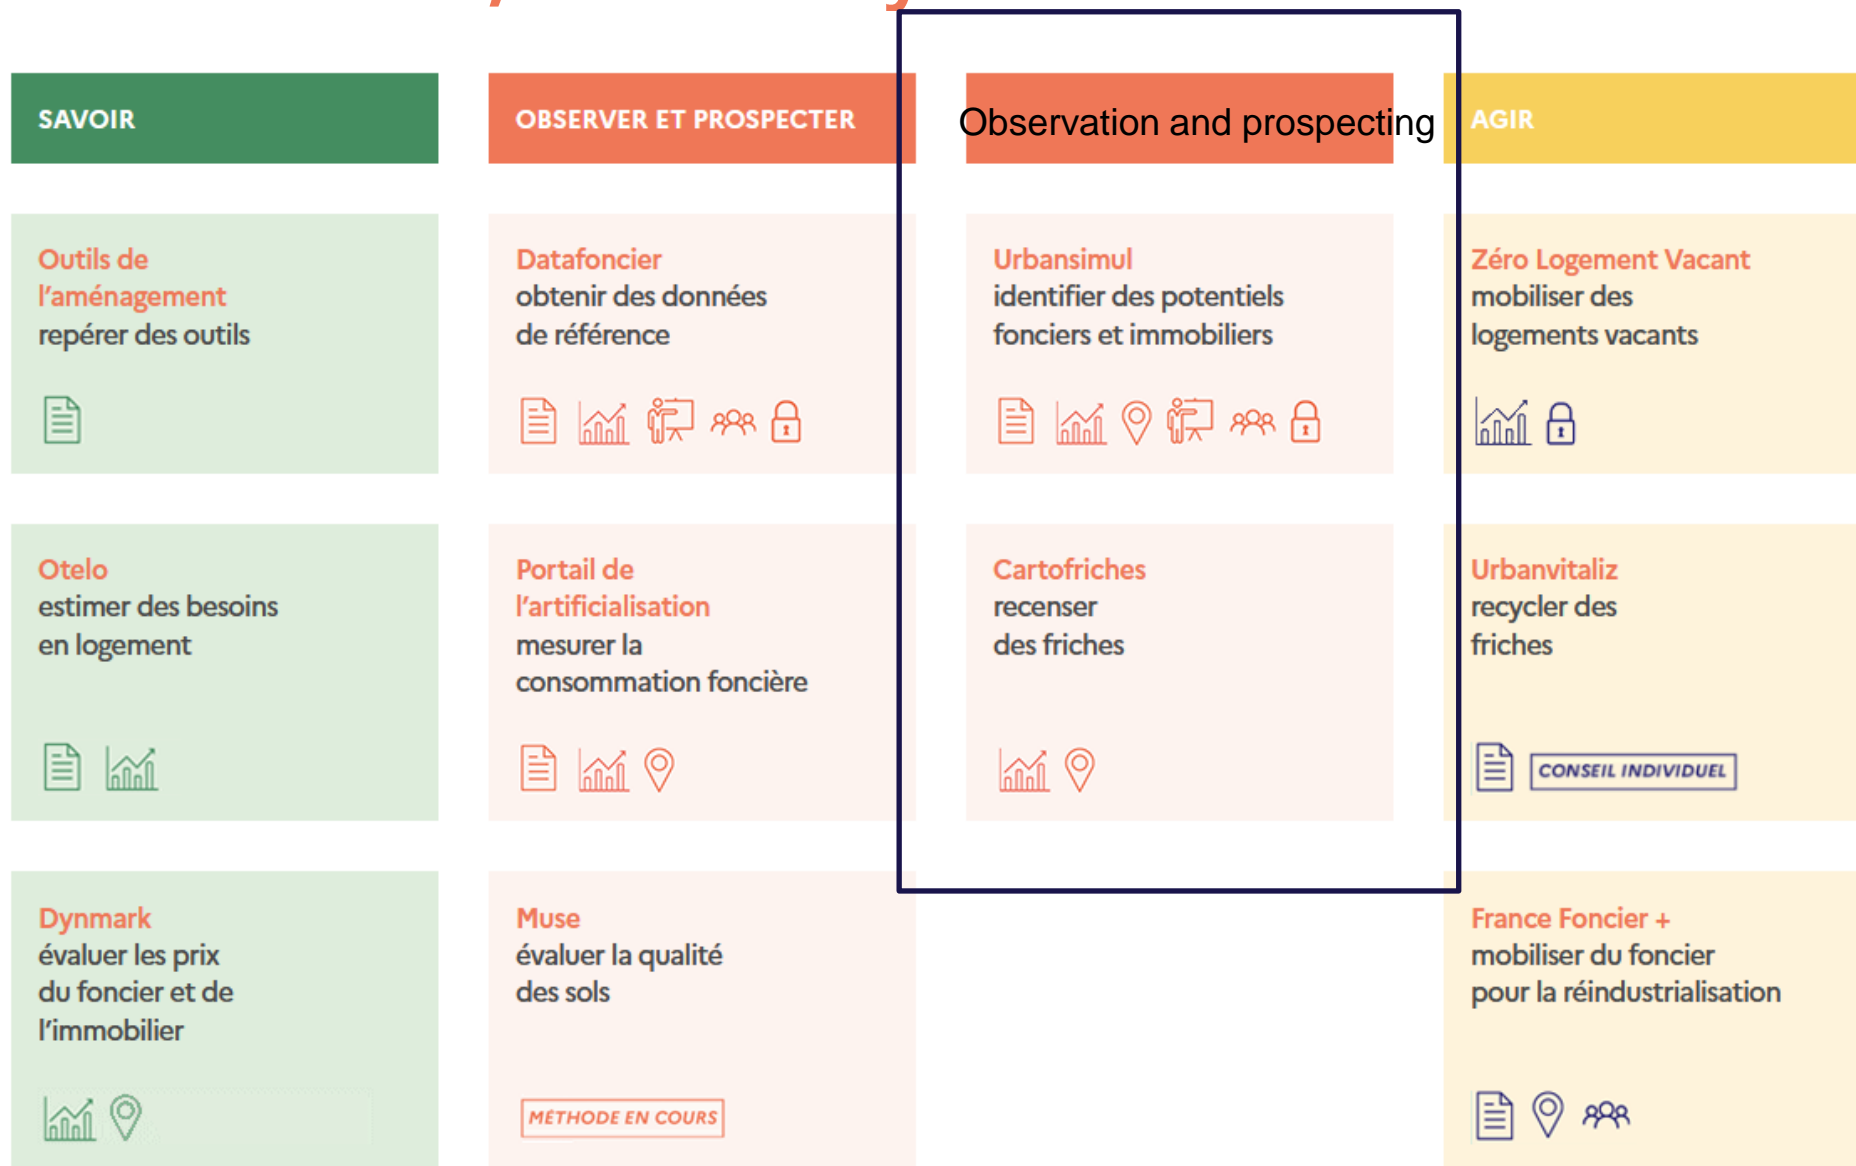 SAVOIR
OBSERVER ET PROSPECTER
Observation and prospecting
AGIR
Outils de
l'aménagement
repérer des outils
Datafoncier
obtenir des données
de référence
Urbansimul
identifier des potentiels
fonciers et immobiliers
Zéro Logement Vacant
mobiliser des
logements vacants
Otelo
estimer des besoins
en logement
Portail de
l'artificialisation
mesurer la
consommation foncière
Cartofriches
recenser
des friches
Urbanvitaliz
recycler des
friches
CONSEIL INDIVIDUEL
Dynmark
évaluer les prix
du foncier et de
l'immobilier
Muse
évaluer la qualité
des sols
MÉTHODE EN COURS
France Foncier +
mobiliser du foncier
pour la réindustrialisation